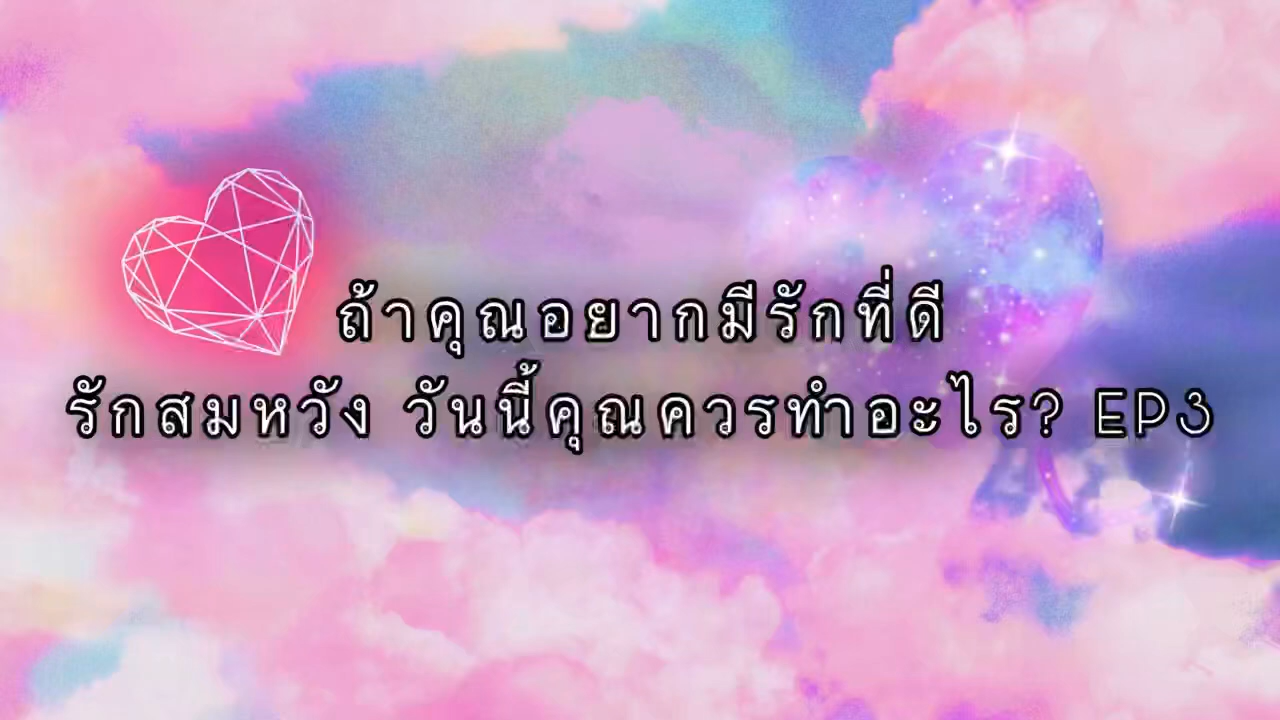 ถ้าคุณอยากมีรักที่ดี
รักสมหวัง วันนี้คุณควรทำอะไร? EP3